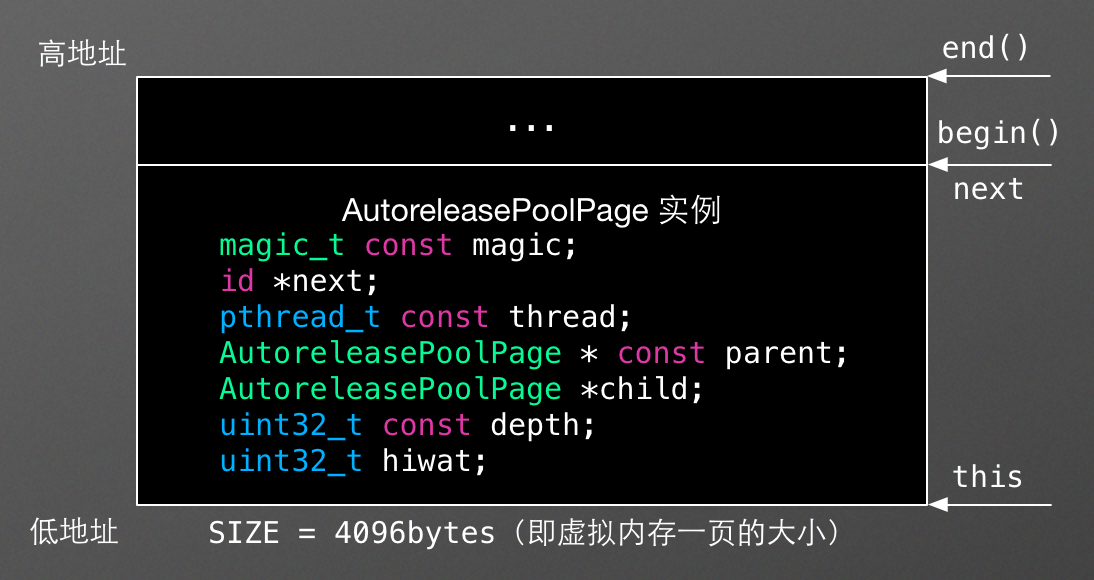 高地址
end()
...
begin()
next
AutoreleasePoolPage 实例
magic_t const magic;
id *next;
pthread_t const thread;
AutoreleasePoolPage * const parent;
AutoreleasePoolPage *child;
uint32_t const depth;
uint32_t hiwat;
this
低地址
SIZE = 4096bytes（即虚拟内存一页的大小）